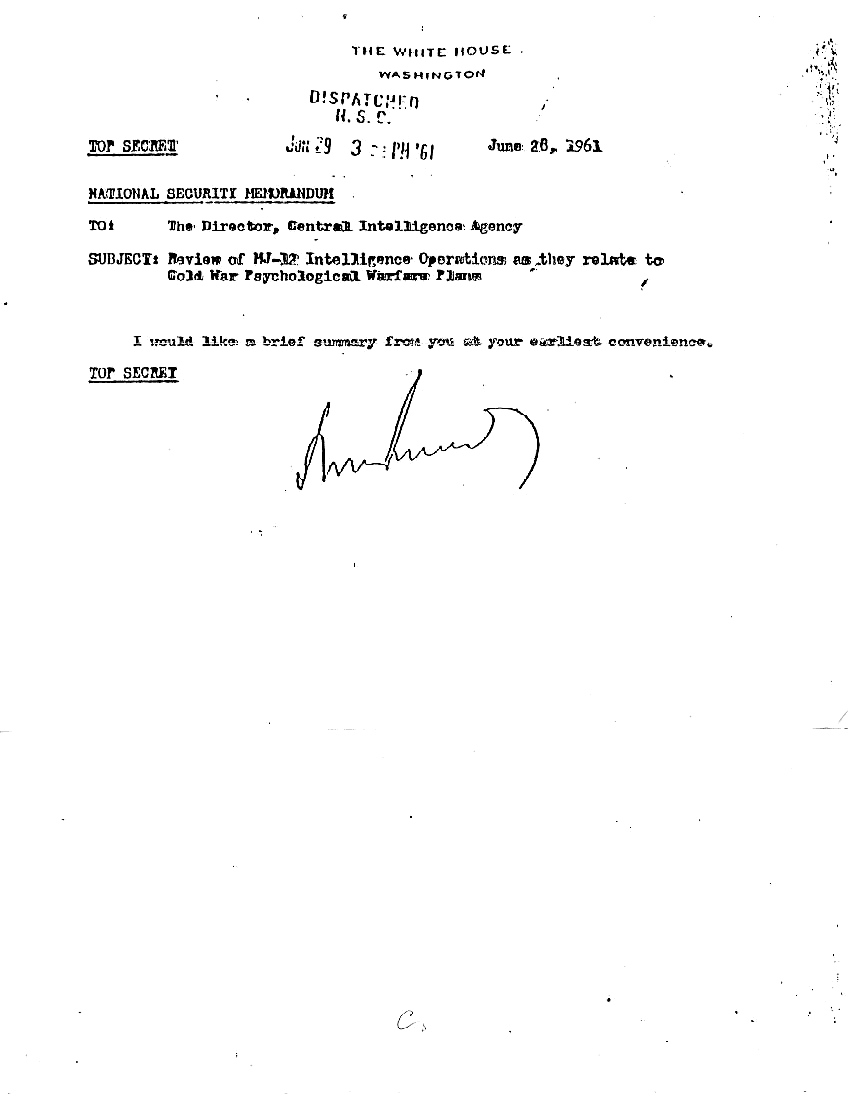 THE WHITE HOUSE
WASHINGTON
DISPATCHED
N. S. C.
TOP SECRET JUN 29 3 PM '61 June 28, 1961
NATIONAL SECURITY MEMORANDUM
TO: The Director, Central Intelligence Agency
SUBJECT: Review of MJ-12 Intelligence Operations as they relate to
Cold War Psychological Warfare Plans
I would like a brief summary from you at your earliest convenience.
TOP SECRET
C